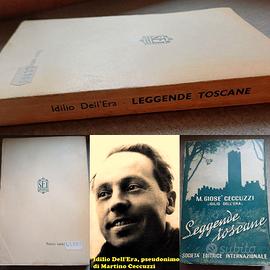 Idilio Dell'Era - LEGGENDE TOSCANE
SEI
Idilio Dell'Era, pseudonimo
di Martino Ceccuzzi
M. GIOSÈ CECCUZZI
(IDILIO DELL'ERA)
Leggende
toscane
SOCIETÀ EDITRICE INTERNAZIONALE
subito